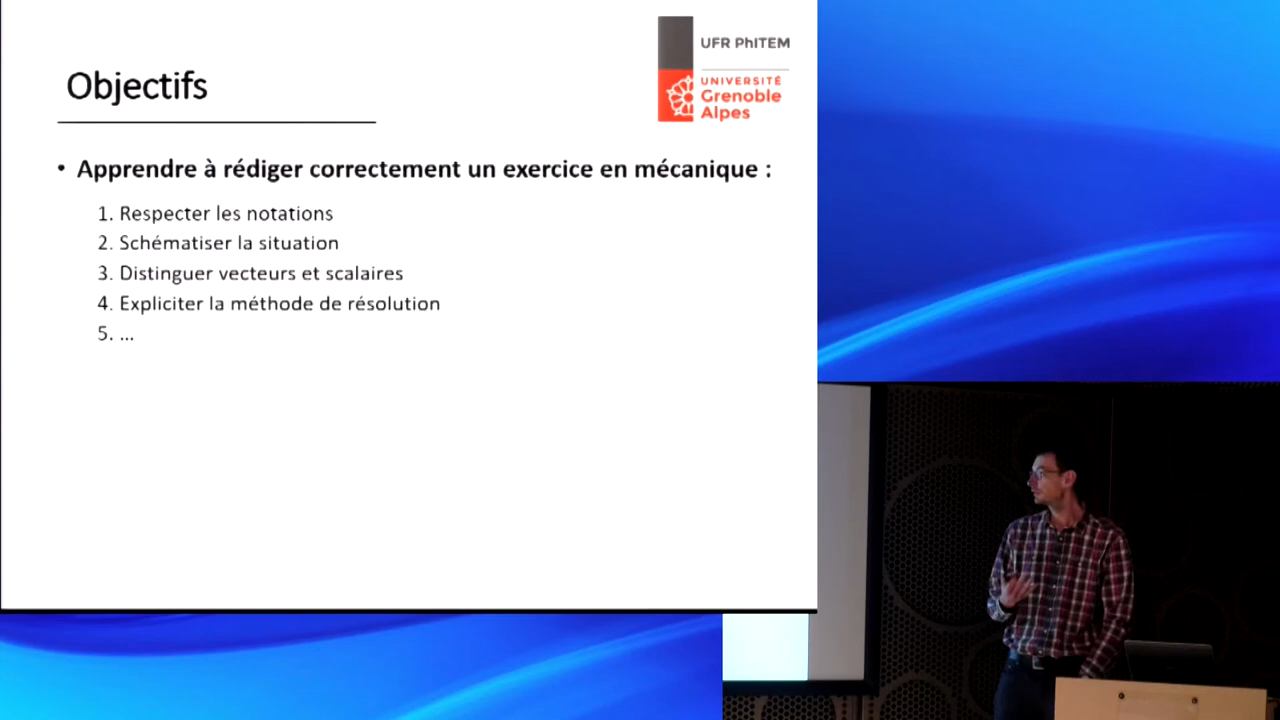 UFR PhITEM
UNIVERSITÉ
Grenoble
Alpes
Objectifs
• Apprendre à rédiger correctement un exercice en mécanique :
1. Respecter les notations
2. Schématiser la situation
3. Distinguer vecteurs et scalaires
4. Expliciter la méthode de résolution
5. ...